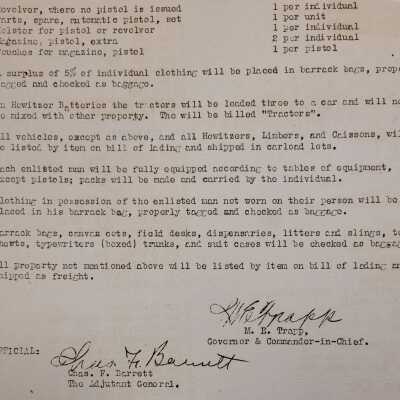 Revolver, where no pistol is issued 1 per individual
Parts, spare, automatic pistol, set 1 per unit
Holster for pistol or revolver 1 per individual
Magazine, pistol, extra 2 per individual
Pouches for magazine, pistol 1 per pistol
A surplus of 5% of individual clothing will be placed in barrack bags, prope
tagged and checked as baggage.
In Howitzer Batteries the tractors will be loaded three to a car and will no
be mixed with other property. The will be billed "Tractors".
All vehicles, except as above, and all Howitzers, Limbers, and Caissons, wil
be listed by item on bill of lading and shipped in carload lots.
Each enlisted man will be fully equipped according to tables of equipment,
except pistols; packs will be made and carried by the individual.
Clothing in possession of the enlisted man not worn on their person will be
placed in his barrack bag, properly tagged and checked as baggage.
Barrack bags, canvas cots, field desks, dispensaries, litters and slings, t
chests, typewriters (boxed) trunks, and suit cases will be checked as bagga
All property not mentioned above will be listed by item on bill of lading an
shipped as freight.
M E Trapp
M. E. Trapp,
Governor & Commander-in-Chief.
OFFICIAL:
Chas F. Barrett
Chas. F. Barrett
The Adjutant General.